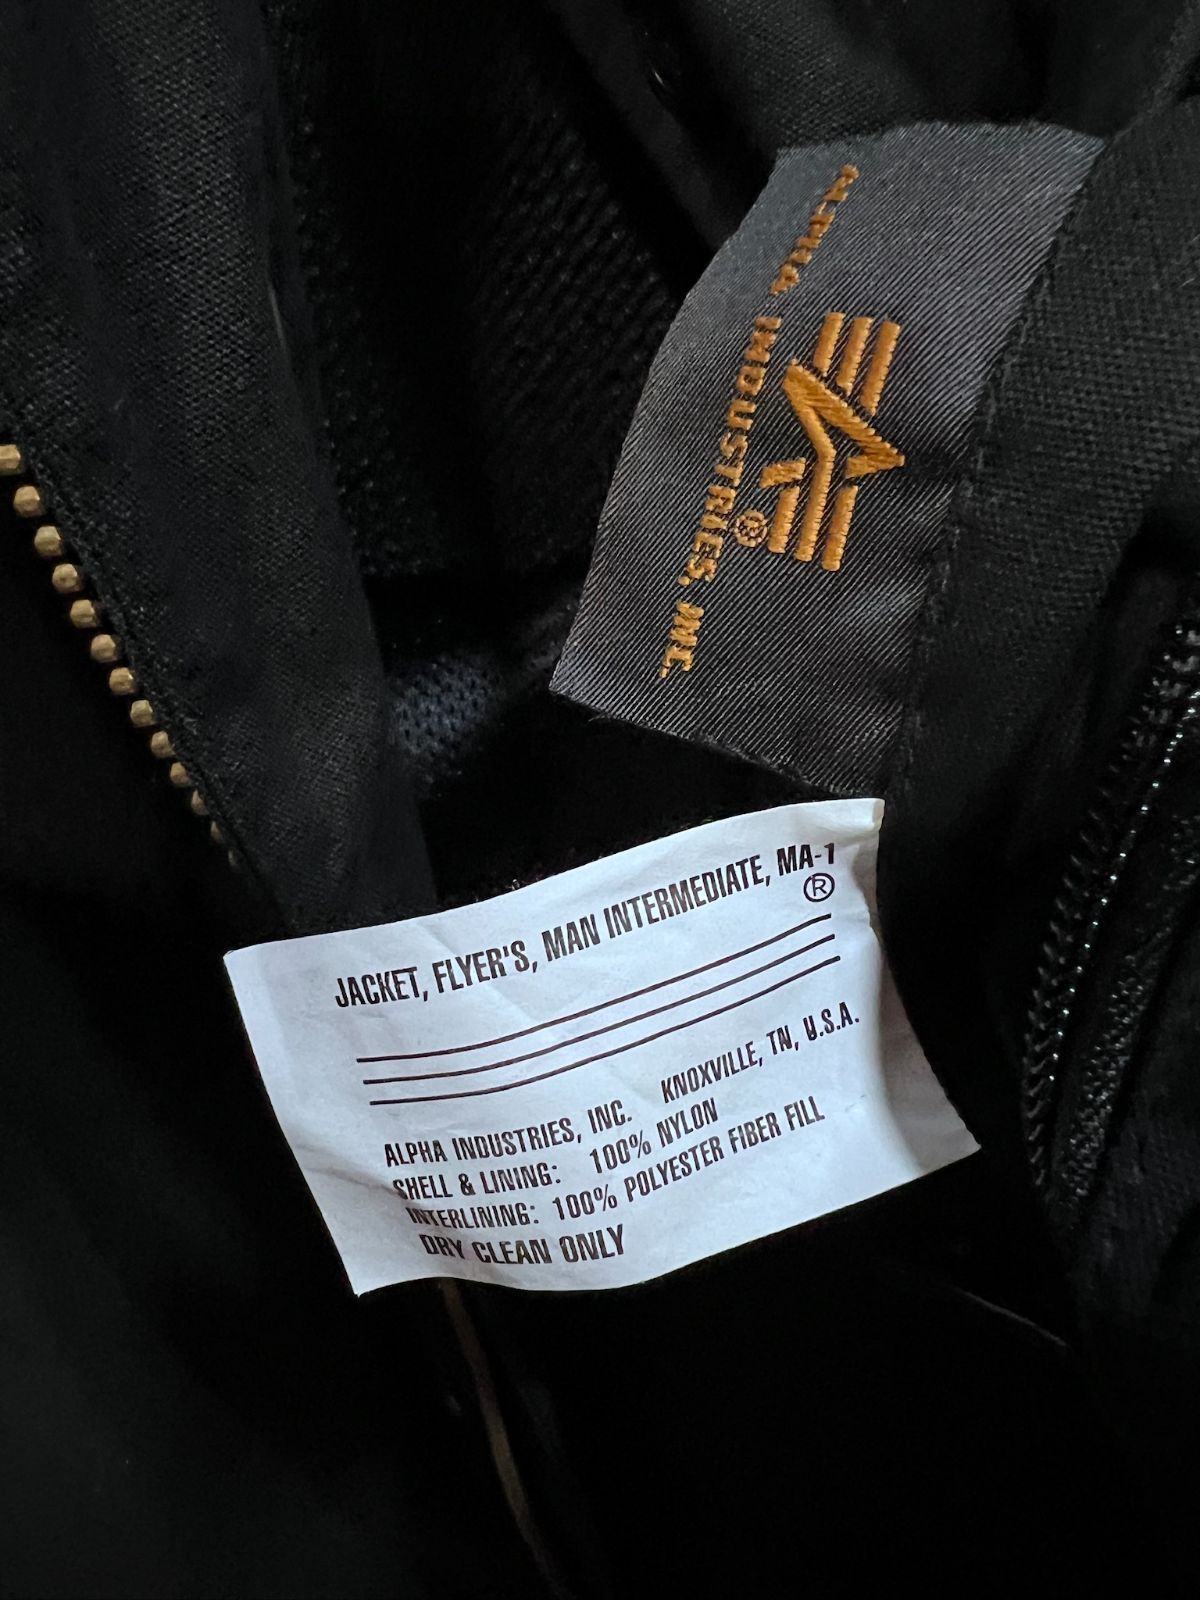 ALPHA INDUSTRIES, INC.
®
JACKET, FLYER'S, MAN INTERMEDIATE, MA-1
®
KNOXVILLE, TN, U.S.A.
ALPHA INDUSTRIES, INC.
SHELL & LINING: 100% NYLON
INTERLINING: 100% POLYESTER FIBER FILL
DRY CLEAN ONLY